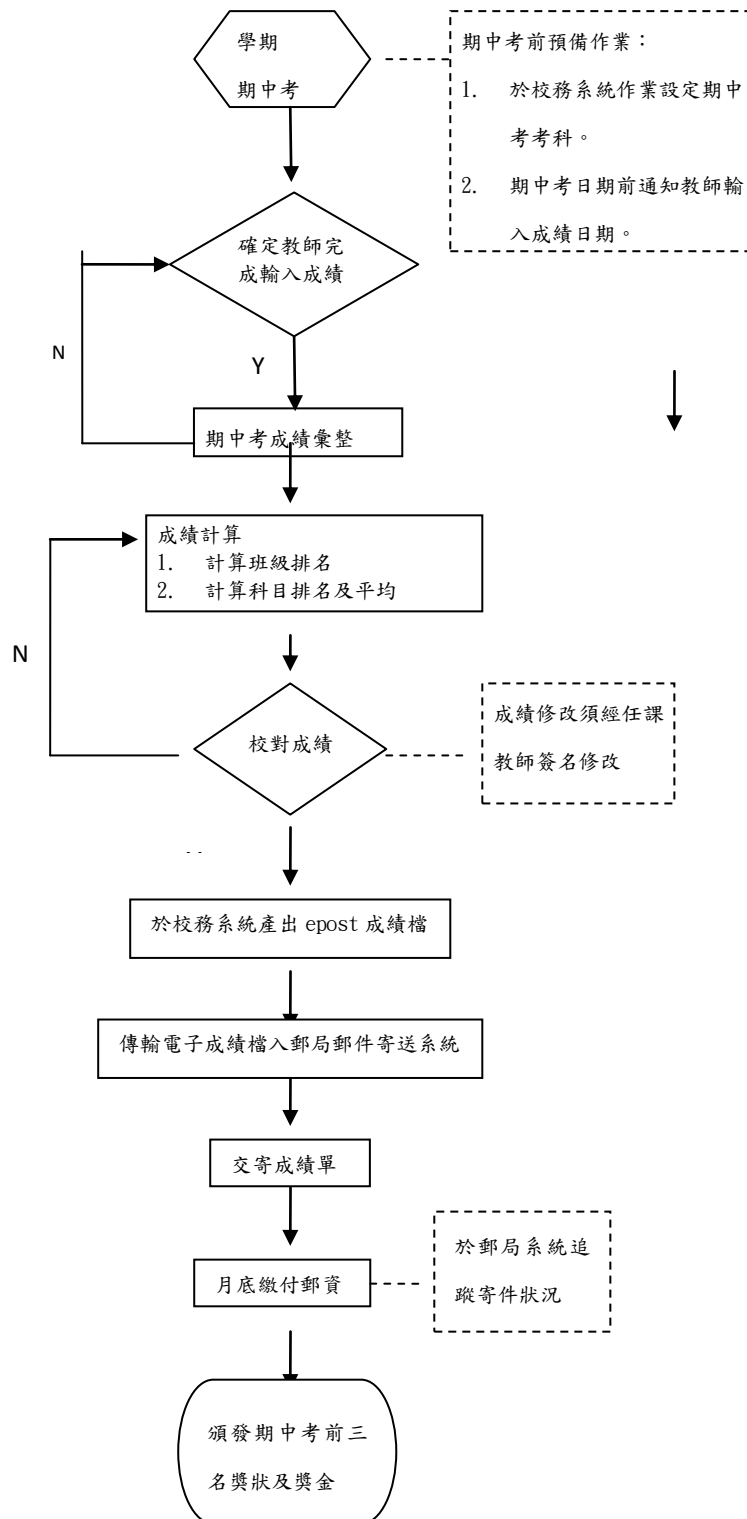 學期
期中考
期中考前預備作業：
1. 於校務系統作業設定期中
考考科。
2. 期中考日期前通知教師輸
入成績日期。
確定教師完
成輸入成績
N
Y
期中考成績彙整
成績計算
1. 計算班級排名
2. 計算科目排名及平均
N
校對成績
成績修改須經任課
教師簽名修改
於校務系統產出 epost 成績檔
傳輸電子成績檔入郵局郵件寄送系統
交寄成績單
月底繳付郵資
於郵局系統追
蹤寄件狀況
頒發期中考前三
名獎狀及獎金